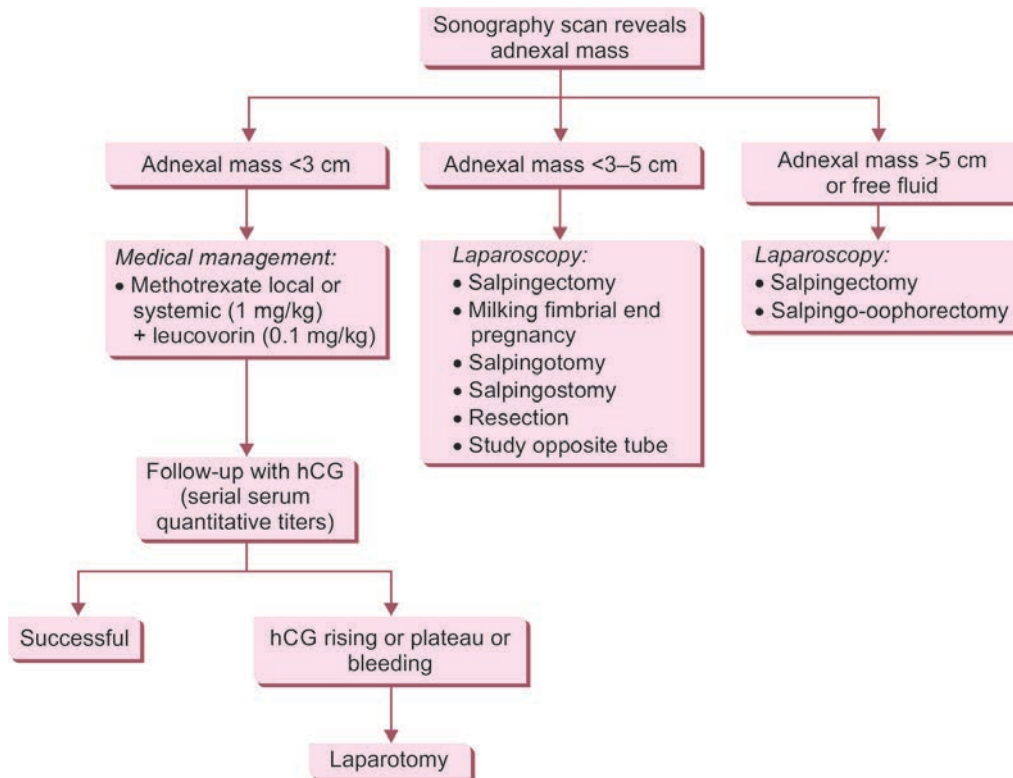 Sonography scan reveals
adnexal mass
Adnexal mass <3 cm
Adnexal mass <3–5 cm
Adnexal mass >5 cm
or free fluid
Medical management:
• Methotrexate local or
systemic (1 mg/kg)
+ leucovorin (0.1 mg/kg)
Laparoscopy:
• Salpingectomy
• Milking fimbrial end
pregnancy
• Salpingotomy
• Salpingostomy
• Resection
• Study opposite tube
Laparoscopy:
• Salpingectomy
• Salpingo-oophorectomy
Follow-up with hCG
(serial serum
quantitative titers)
Successful
hCG rising or plateau or
bleeding
Laparotomy